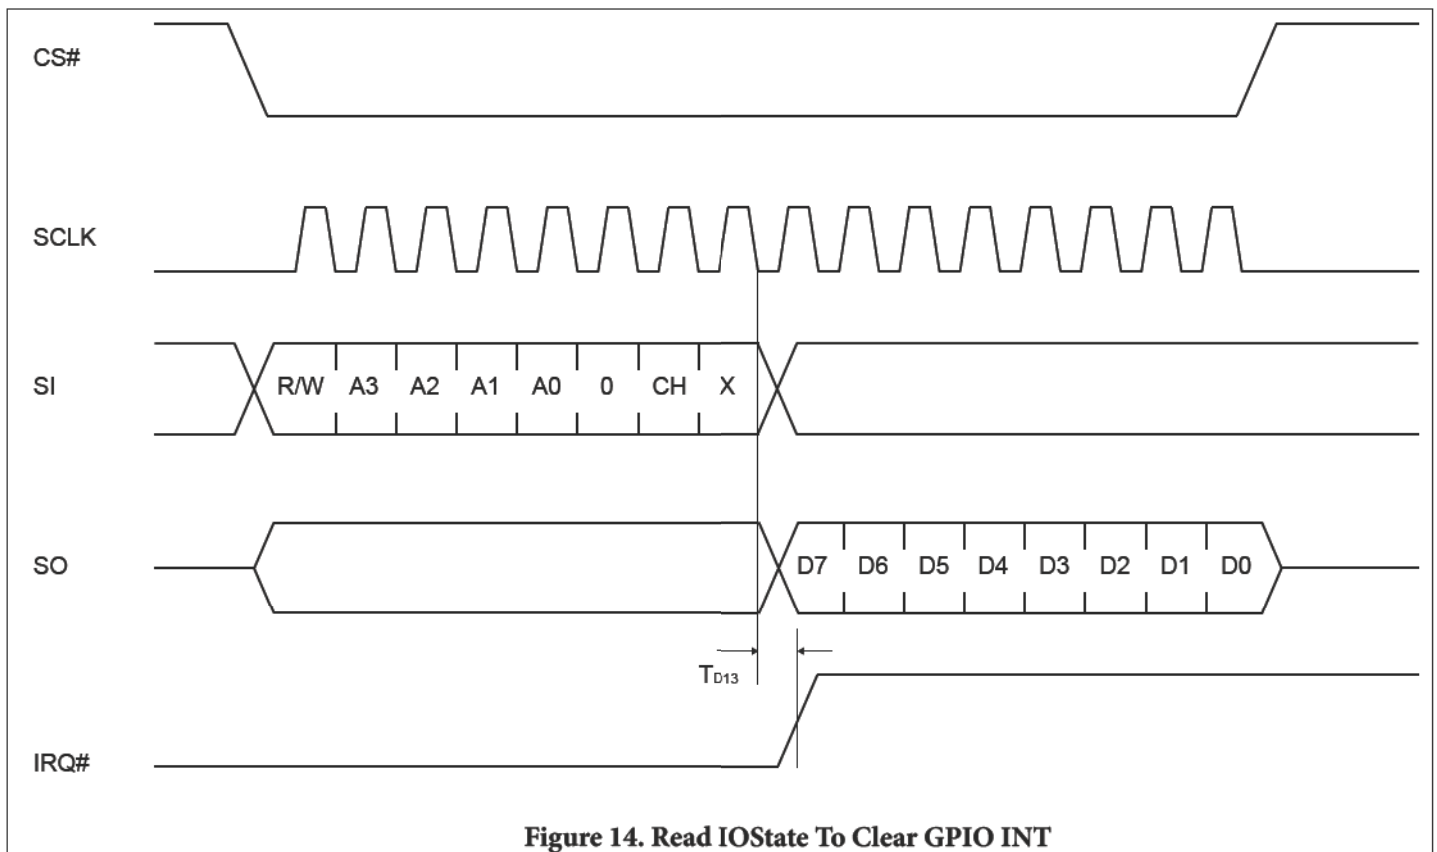 CS#
SCLK
SI R/W A3 A2 A1 A0 0 CH X
SO D7 D6 D5 D4 D3 D2 D1 D0
TD13
IRQ#
Figure 14. Read IOState To Clear GPIO INT